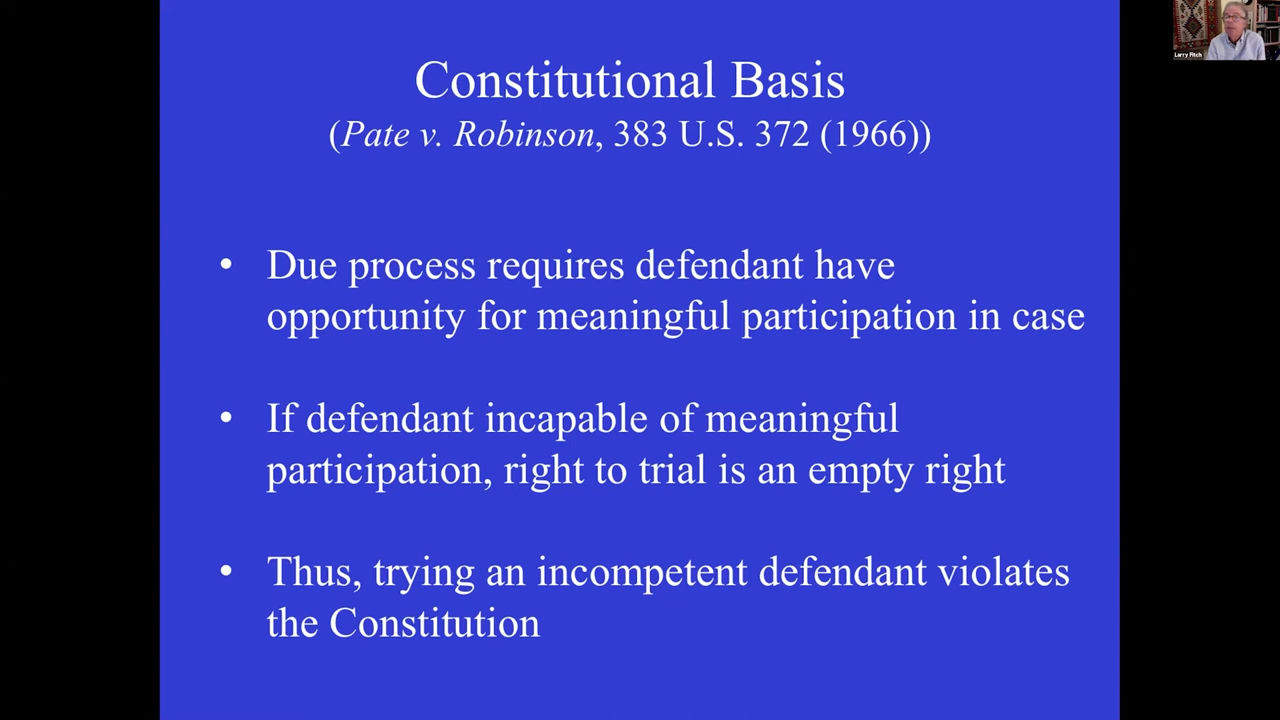 Constitutional Basis
(Pate v. Robinson, 383 U.S. 372 (1966))
• Due process requires defendant have
opportunity for meaningful participation in case
• If defendant incapable of meaningful
participation, right to trial is an empty right
• Thus, trying an incompetent defendant violates
the Constitution
Larry Fitch